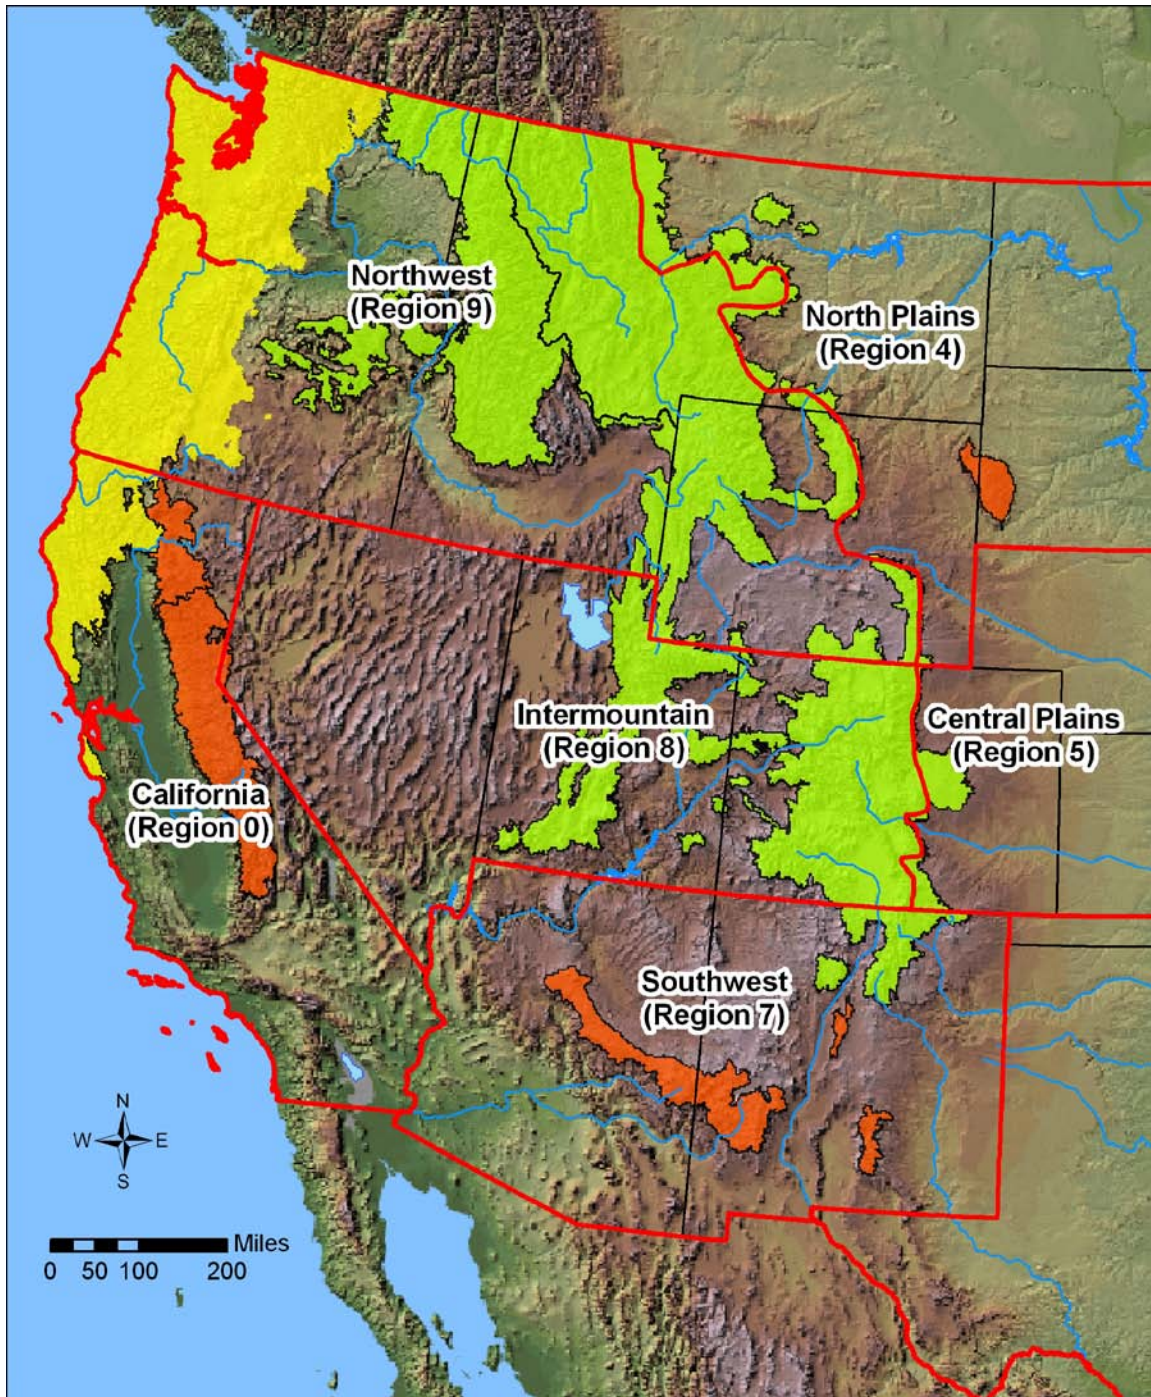 Northwest
(Region 9)
North Plains
(Region 4)
Intermountain
(Region 8)
Central Plains
(Region 5)
California
(Region 0)
Southwest
(Region 7)
N
W E
S
Miles
0 50 100 200